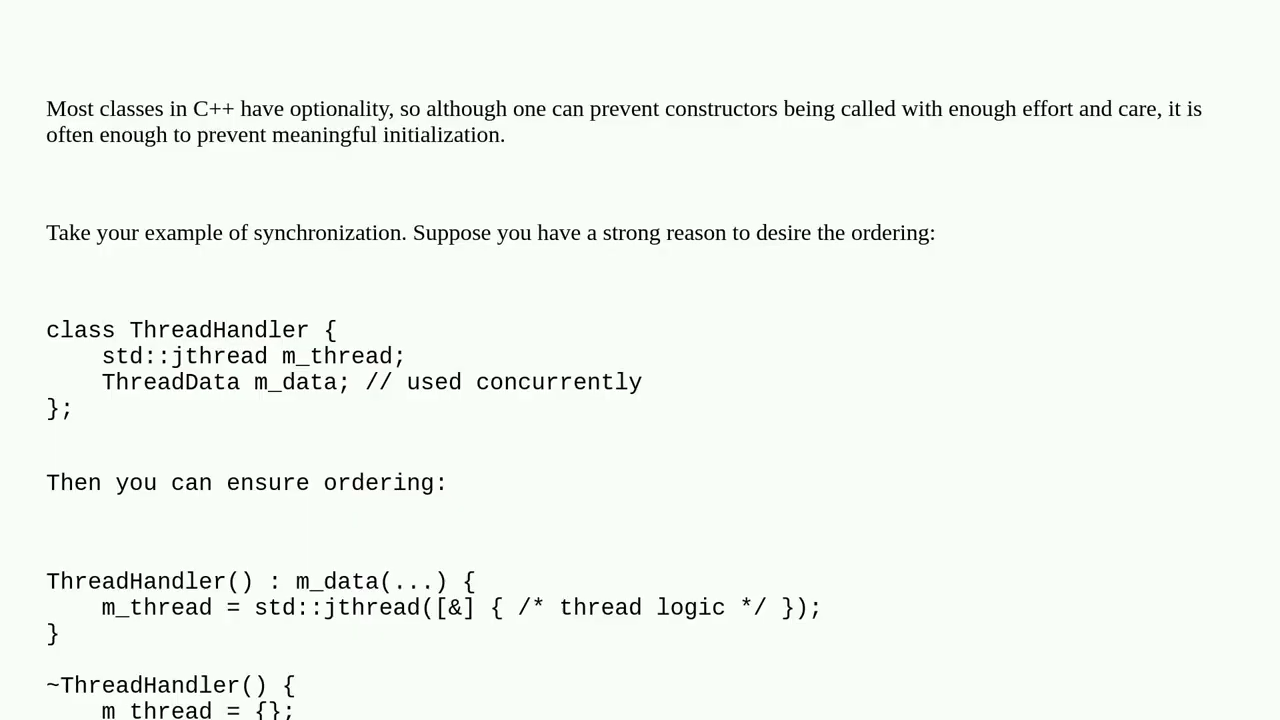 Most classes in C++ have optionality, so although one can prevent constructors being called with enough effort and care, it is
often enough to prevent meaningful initialization.
Take your example of synchronization. Suppose you have a strong reason to desire the ordering:
class ThreadHandler {
    std::jthread m_thread;
    ThreadData m_data; // used concurrently
};
Then you can ensure ordering:
ThreadHandler() : m_data(...) {
    m_thread = std::jthread([&] { /* thread logic */ });
}
~ThreadHandler() {
    m_thread = {};